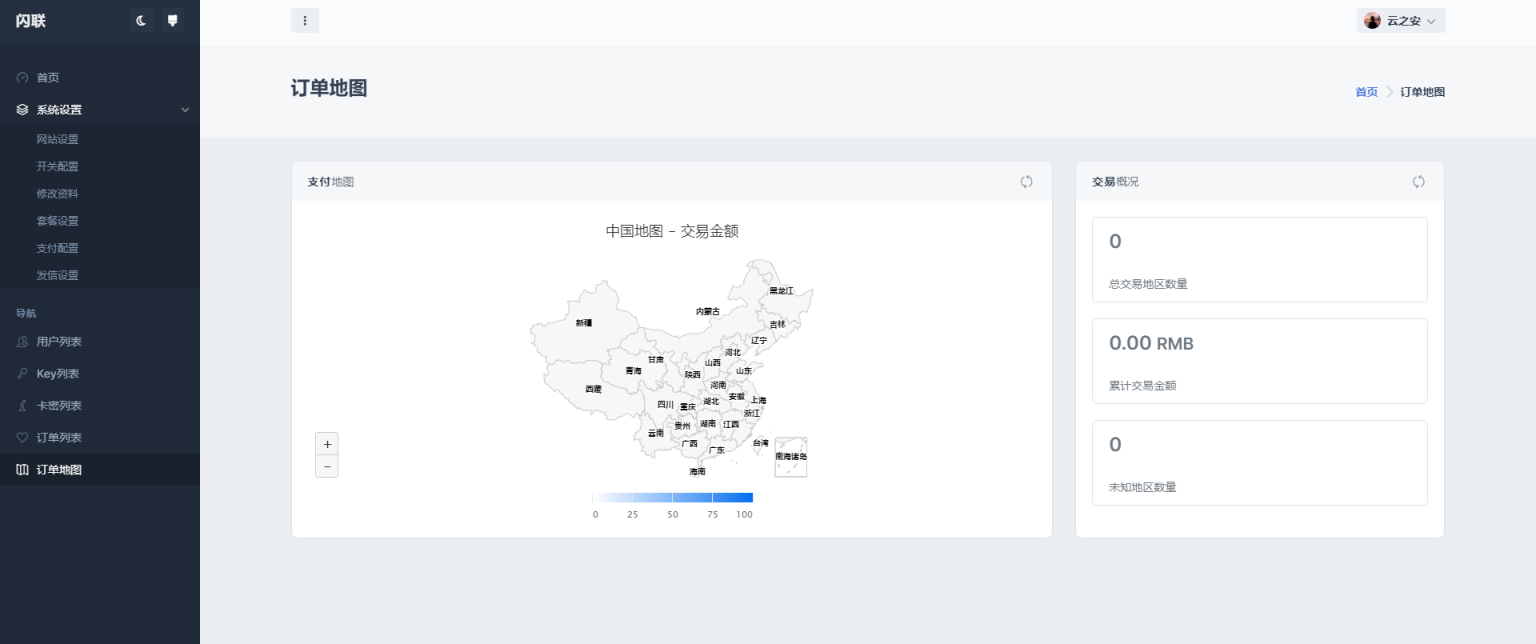 闪联
云之安
首页
系统设置
网站设置
开关配置
修改资料
套餐设置
支付配置
发信设置
导航
用户列表
Key列表
卡密列表
订单列表
订单地图
订单地图
首页
订单地图
支付地图
中国地图 - 交易金额
黑龙江
内蒙古
新疆
吉林
辽宁
河北
甘肃
山西
青海
陕西
山东
西藏
河南
四川
重庆
湖北
安徽
上海
浙江
贵州
湖南
江西
云南
广西
广东
台湾
海南
南海诸岛
+
−
0 25 50 75 100
交易概况
0
总交易地区数量
0.00 RMB
累计交易金额
0
未知地区数量